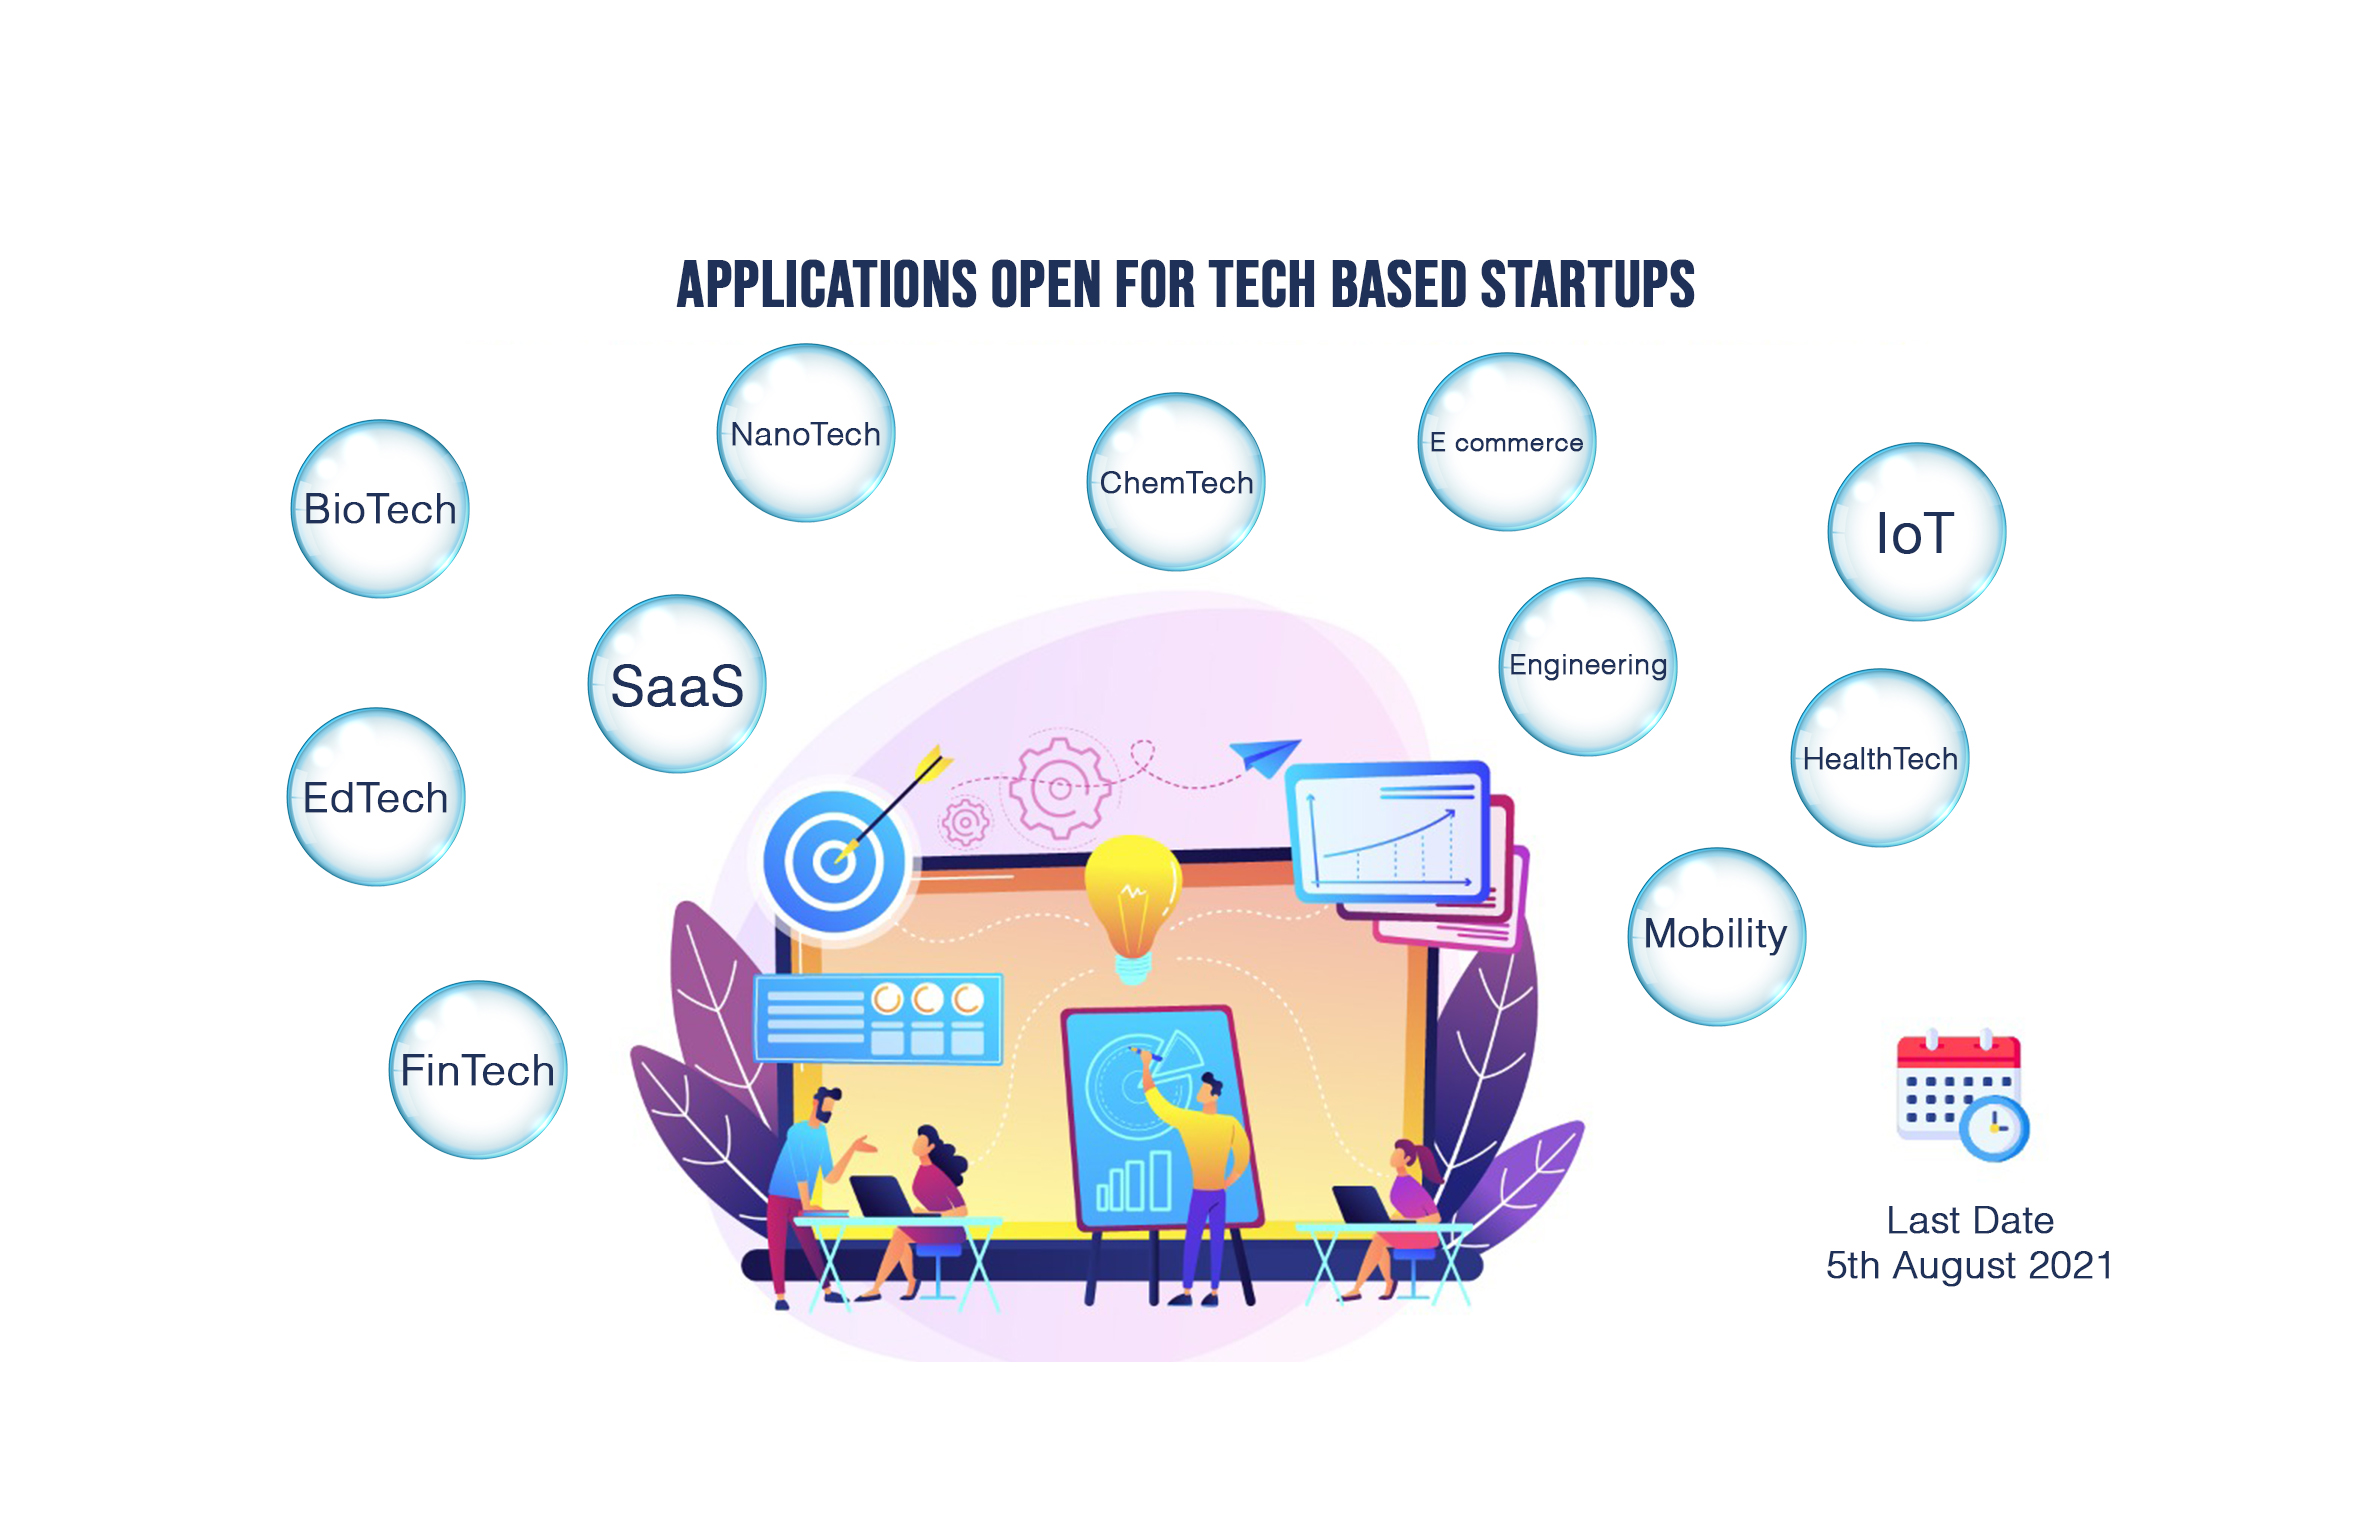 APPLICATIONS OPEN FOR TECH BASED STARTUPS
NanoTech
E commerce
ChemTech
BioTech
IoT
SaaS
Engineering
HealthTech
EdTech
Mobility
FinTech
Last Date
5th August 2021